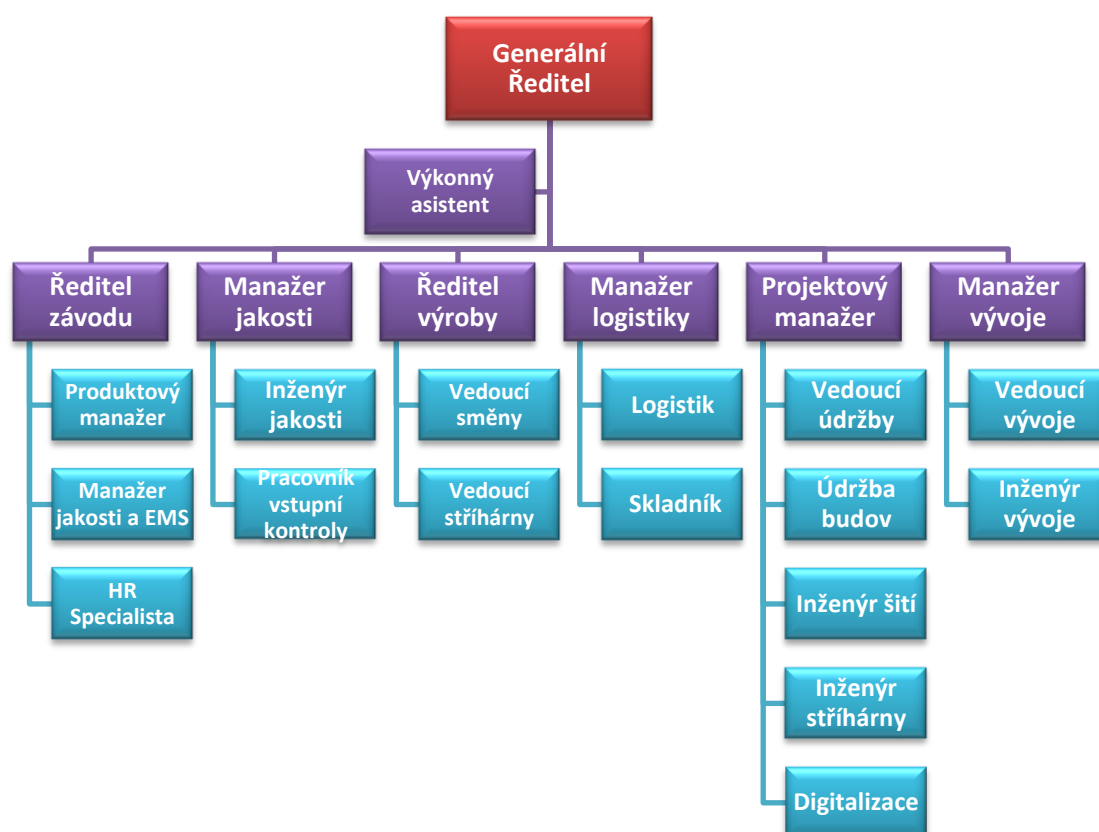 Generální
Ředitel
Výkonný
asistent
Ředitel
závodu
Manažer
jakosti
Ředitel
výroby
Manažer
logistiky
Projektový
manažer
Manažer
vývoje
Produktový
manažer
Inženýr
jakosti
Vedoucí
směny
Logistik
Vedoucí
údržby
Vedoucí
vývoje
Manažer
jakosti a EMS
Pracovník
vstupní
kontroly
Vedoucí
stříhárny
Skladník
Údržba
budov
Inženýr
vývoje
HR
Specialista
Inženýr šití
Inženýr
stříhárny
Digitalizace